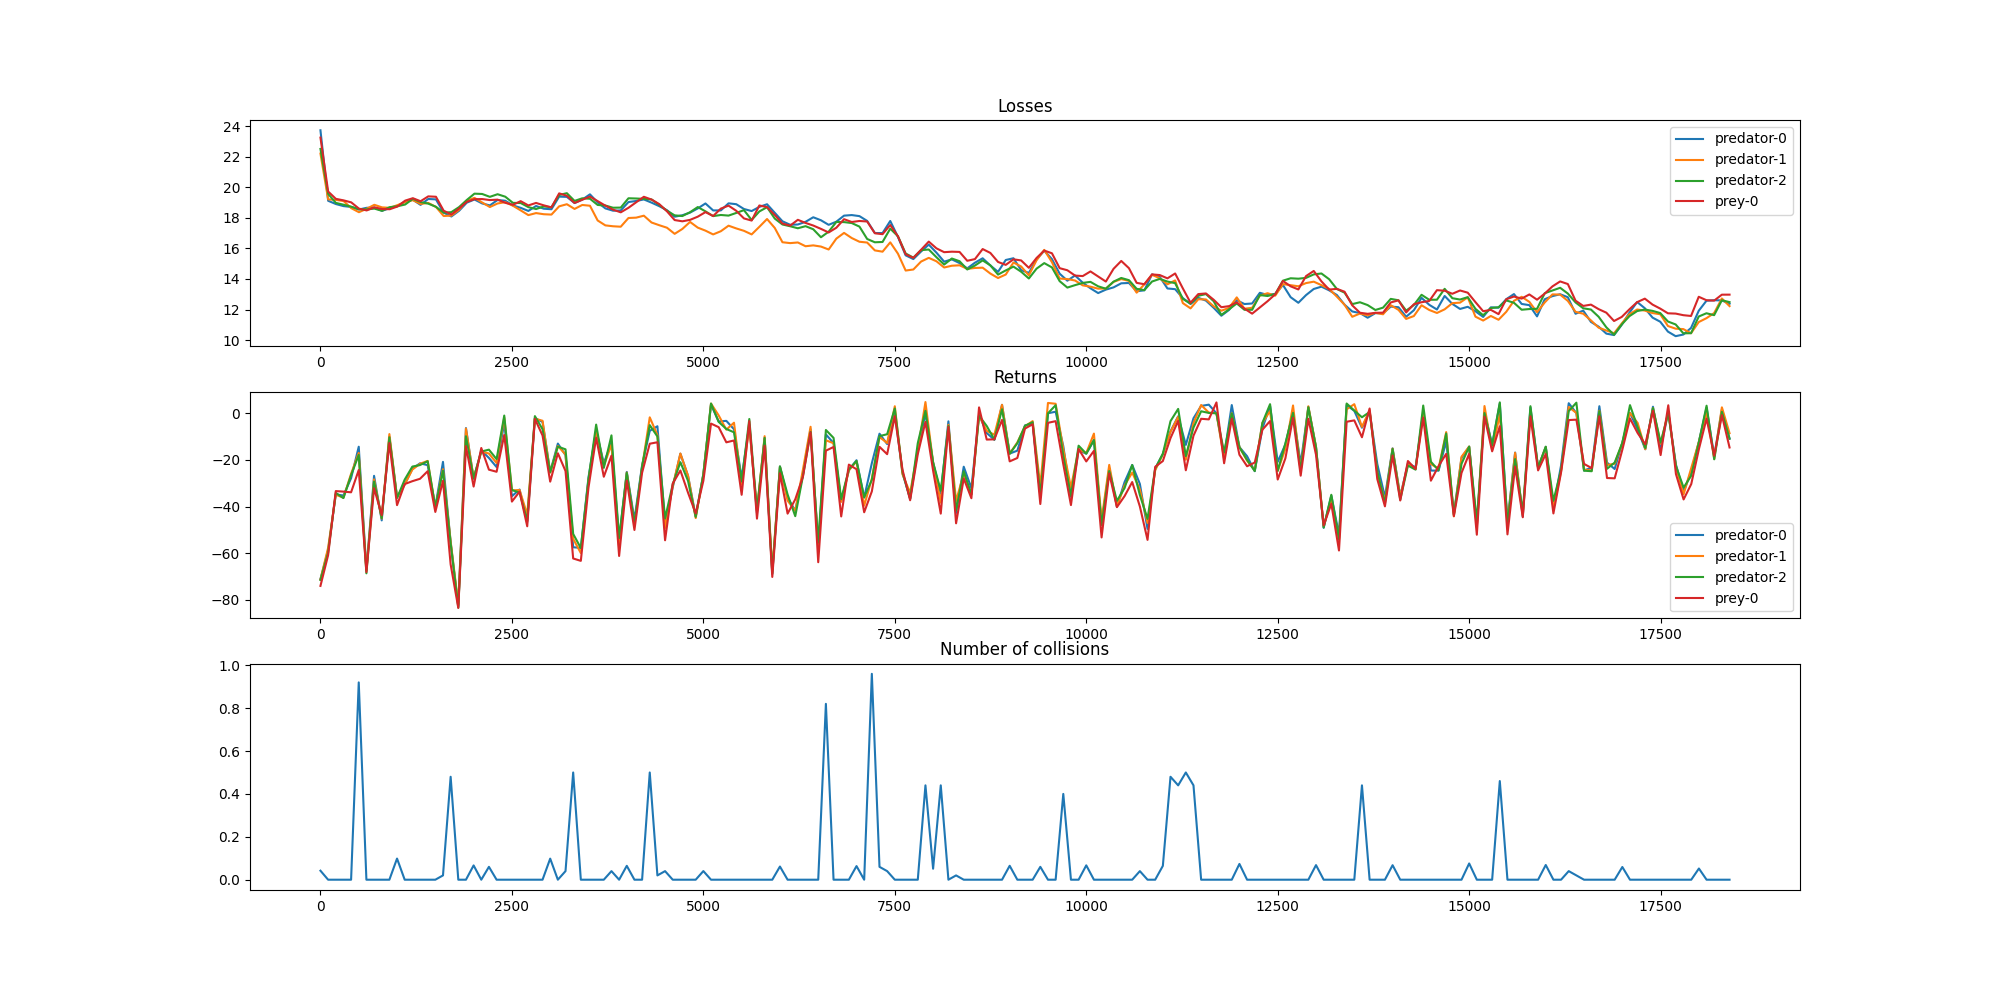 Losses
24
22
20
18
16
14
12
10
predator-0
predator-1
predator-2
prey-0
0 2500 5000 7500 10000 12500 15000 17500
Returns
0
−20
−40
−60
−80
predator-0
predator-1
predator-2
prey-0
0 2500 5000 7500 10000 12500 15000 17500
Number of collisions
1.0
0.8
0.6
0.4
0.2
0.0
0 2500 5000 7500 10000 12500 15000 17500